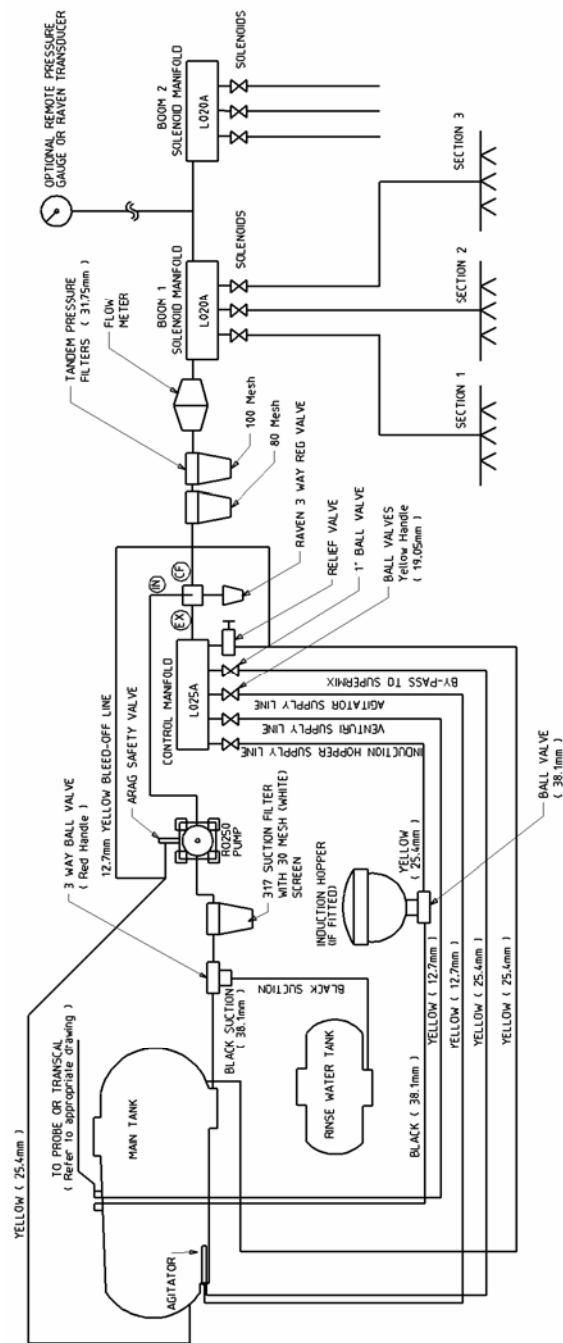 OPTIONAL REMOTE PRESSURE
GAUGE OR RAVEN TRANSDUCER
BOOM 2
SOLENOID MANIFOLD
L020A
SOLENOIDS
BOOM 1
SOLENOID MANIFOLD
L020A
SOLENOIDS
SECTION 3
SECTION 2
SECTION 1
TANDEM PRESSURE
FILTERS ( 31.75mm )
FLOW
METER
100 Mesh
80 Mesh
RAVEN 3 WAY REG VALVE
RELIEF VALVE
1" BALL VALVE
BALL VALVES
Yellow Handle
( 19.05mm )
IN
CF
EX
CONTROL MANIFOLD
L025A
BY-PASS TO SUPERMIX
AGITATOR SUPPLY LINE
VENTURI SUPPLY LINE
INDUCTION HOPPER SUPPLY LINE
12.7mm YELLOW BLEED-OFF LINE
ARAG SAFETY VALVE
R0250
PUMP
3 WAY BALL VALVE
( Red Handle )
317 SUCTION FILTER
WITH 30 MESH (WHITE)
SCREEN
INDUCTION HOPPER
(IF FITTED)
YELLOW
( 25.4mm )
BALL VALVE
( 38.1mm )
BLACK SUCTION
( 38.1mm )
BLACK SUCTION
RINSE WATER TANK
MAIN TANK
TO PROBE OR TRANSCAL
( Refer to appropriate drawing )
AGITATOR
YELLOW ( 25.4mm )
BLACK ( 38.1mm )
YELLOW ( 12.7mm )
YELLOW ( 12.7mm )
YELLOW ( 25.4mm )
YELLOW ( 25.4mm )